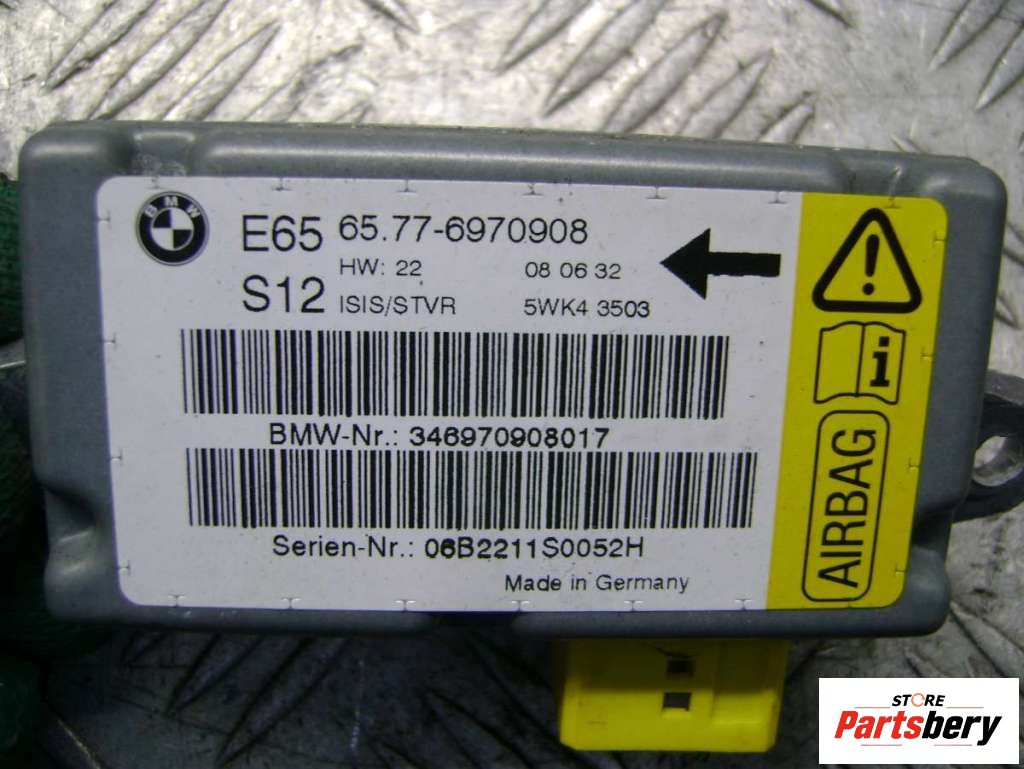 BMW
E65 65.77-6970908
HW: 22 08 06 32
S12 ISIS/STVR 5WK4 3503
BMW-Nr.: 346970908017
Serien-Nr.: 06B2211S0052H
Made in Germany
i
AIRBAG
STORE
Partsbery